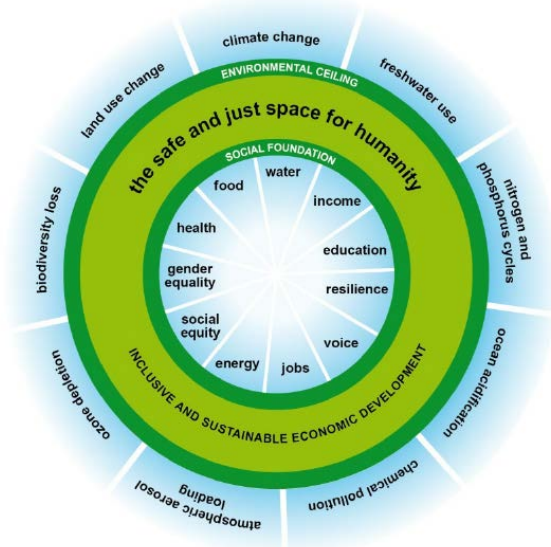 climate change
freshwater use
nitrogen and
phosphorus cycles
ocean acidification
chemical pollution
atmospheric aerosol
loading
ozone depletion
biodiversity loss
land use change
ENVIRONMENTAL CEILING
the safe and just space for humanity
SOCIAL FOUNDATION
water
income
education
resilience
voice
jobs
energy
social
equity
gender
equality
health
food
INCLUSIVE AND SUSTAINABLE ECONOMIC DEVELOPMENT